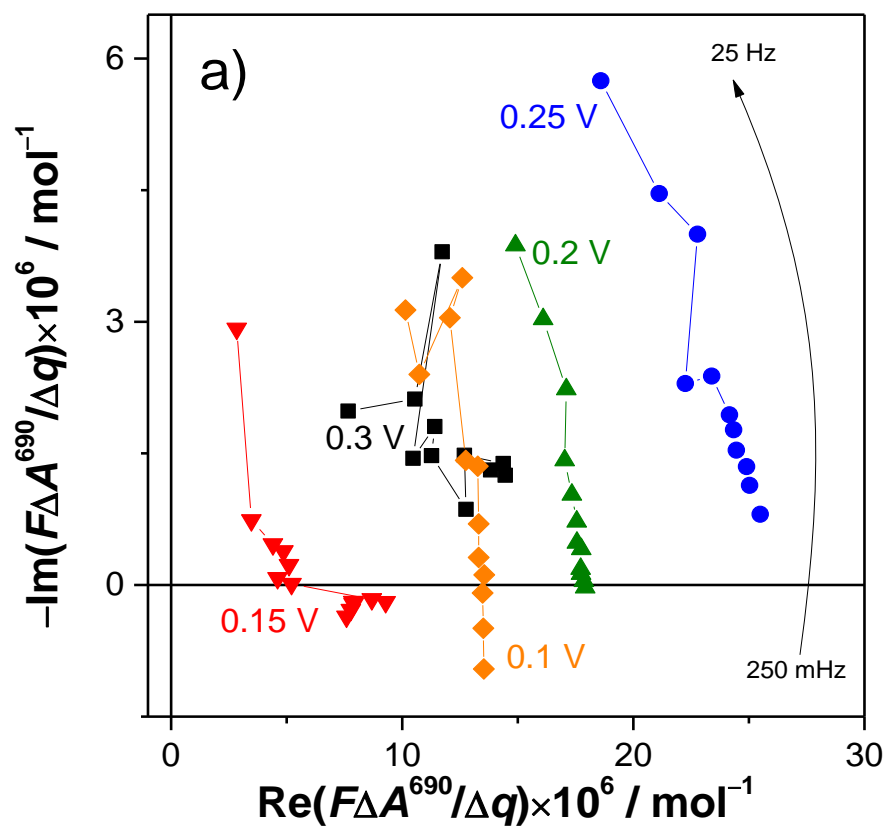 a)
25 Hz
0.25 V
0.2 V
0.3 V
0.15 V
0.1 V
250 mHz
6
3
0
0
10
20
30
−Im(FΔA⁶⁹⁰/Δq)×10⁶ / mol⁻¹
Re(FΔA⁶⁹⁰/Δq)×10⁶ / mol⁻¹